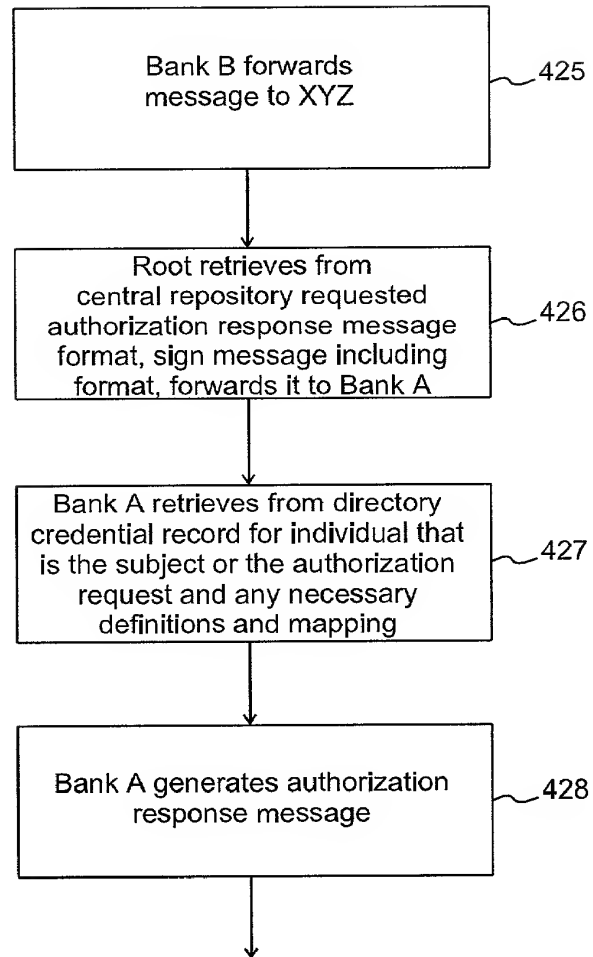 Bank B forwards
message to XYZ
425
Root retrieves from
central repository requested
authorization response message
format, sign message including
format, forwards it to Bank A
426
Bank A retrieves from directory
credential record for individual that
is the subject or the authorization
request and any necessary
definitions and mapping
427
Bank A generates authorization
response message
428